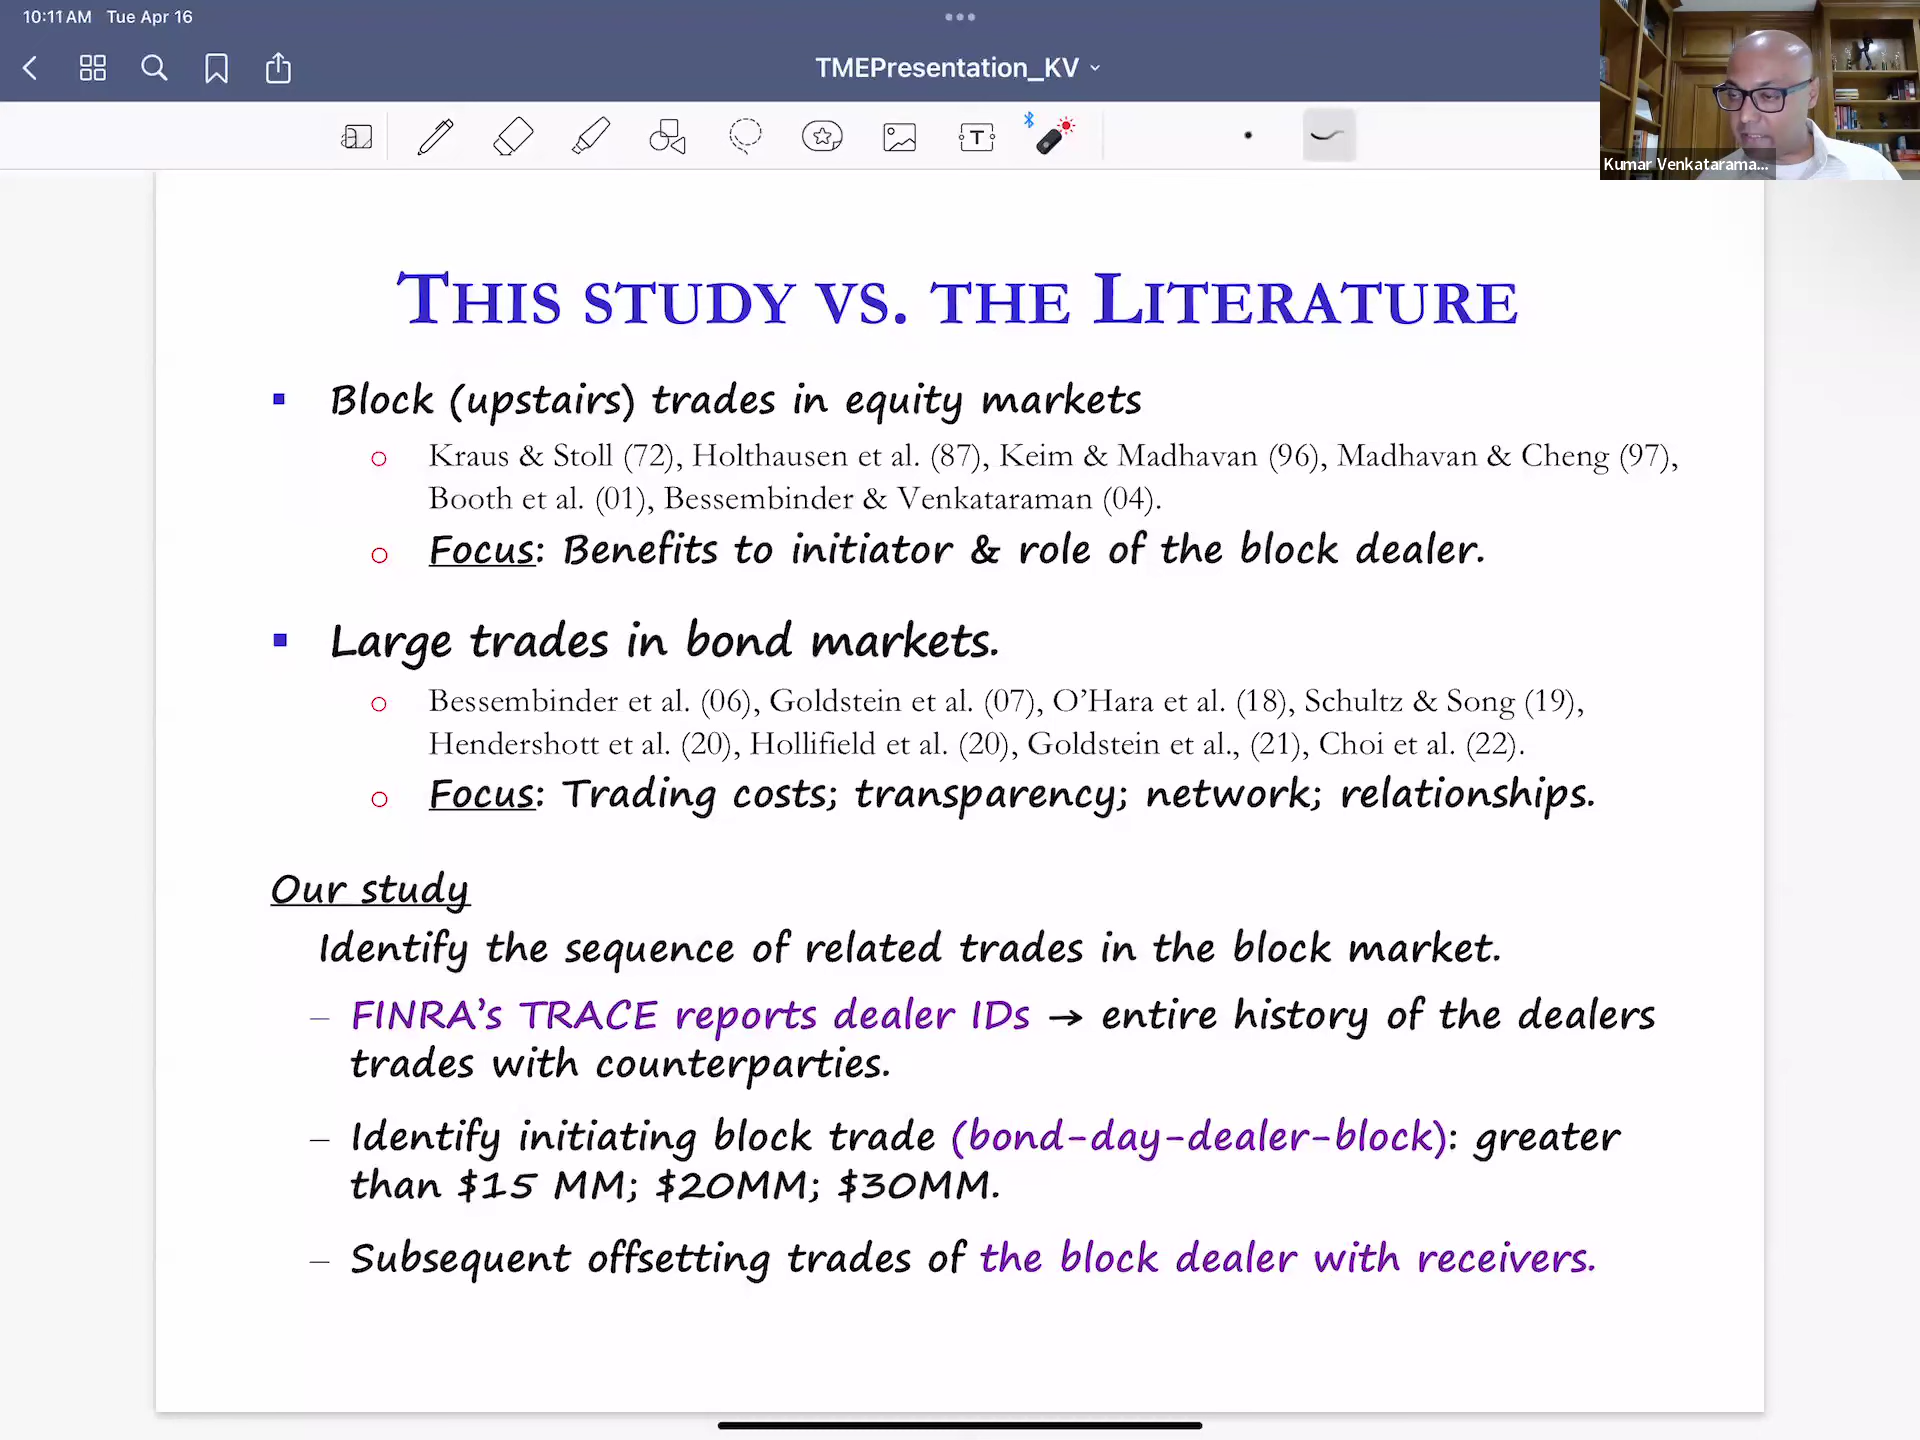 10:11 AM Tue Apr 16
TMEPresentation_KV
Kumar Venkatarama...
THIS STUDY VS. THE LITERATURE
Block (upstairs) trades in equity markets
Kraus & Stoll (72), Holthausen et al. (87), Keim & Madhavan (96), Madhavan & Cheng (97),
Booth et al. (01), Bessembinder & Venkataraman (04).
Focus: Benefits to initiator & role of the block dealer.
Large trades in bond markets.
Bessembinder et al. (06), Goldstein et al. (07), O’Hara et al. (18), Schultz & Song (19),
Hendershott et al. (20), Hollifield et al. (20), Goldstein et al., (21), Choi et al. (22).
Focus: Trading costs; transparency; network; relationships.
Our study
Identify the sequence of related trades in the block market.
– FINRA’s TRACE reports dealer IDs → entire history of the dealers
trades with counterparties.
– Identify initiating block trade (bond-day-dealer-block): greater
than $15 MM; $20MM; $30MM.
– Subsequent offsetting trades of the block dealer with receivers.